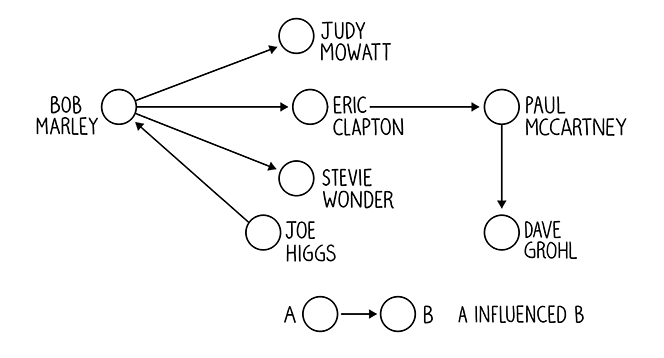 JUDY
MOWATT
BOB
MARLEY
ERIC
CLAPTON
PAUL
MCCARTNEY
STEVIE
WONDER
JOE
HIGGS
DAVE
GROHL
A B A INFLUENCED B